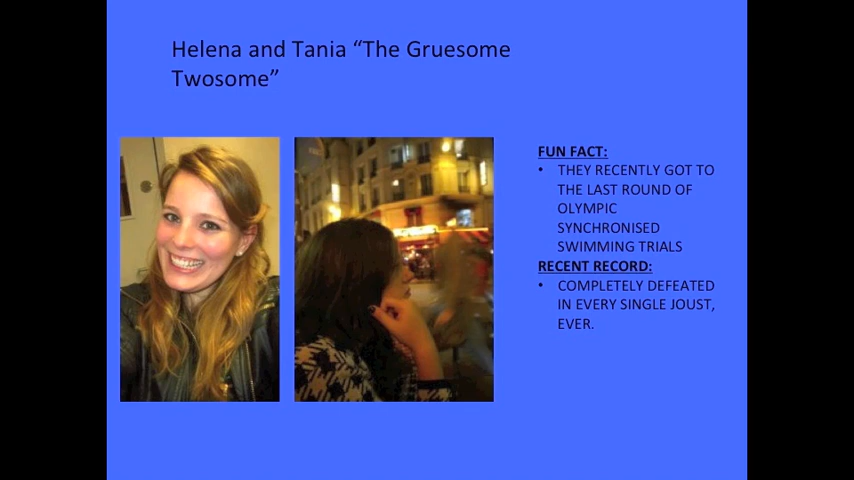 Helena and Tania “The Gruesome
Twosome”
FUN FACT:
• THEY RECENTLY GOT TO
THE LAST ROUND OF
OLYMPIC
SYNCHRONISED
SWIMMING TRIALS
RECENT RECORD:
• COMPLETELY DEFEATED
IN EVERY SINGLE JOUST,
EVER.